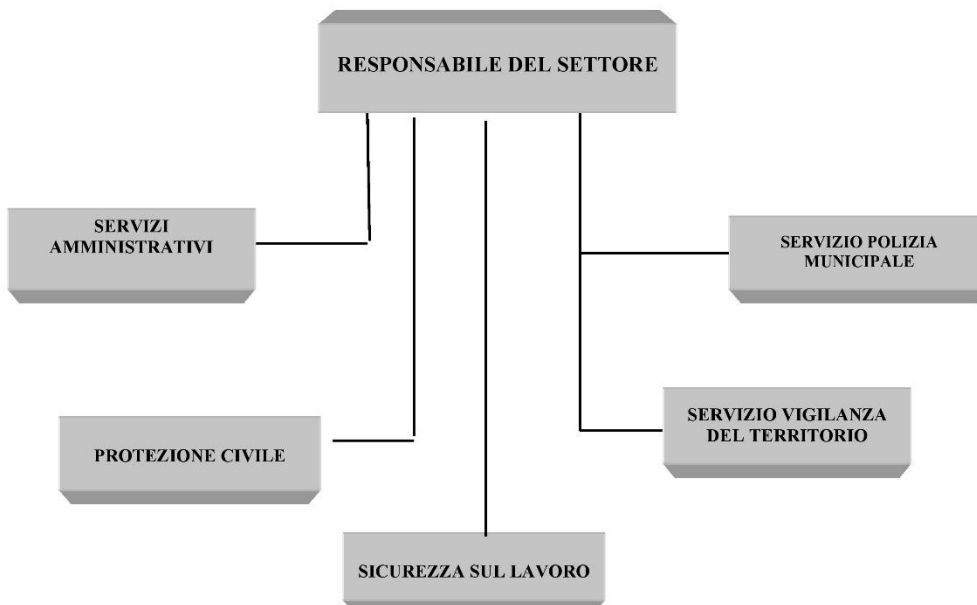 RESPONSABILE DEL SETTORE
SERVIZI
AMMINISTRATIVI
SERVIZIO POLIZIA
MUNICIPALE
PROTEZIONE CIVILE
SERVIZIO VIGILANZA
DEL TERRITORIO
SICUREZZA SUL LAVORO